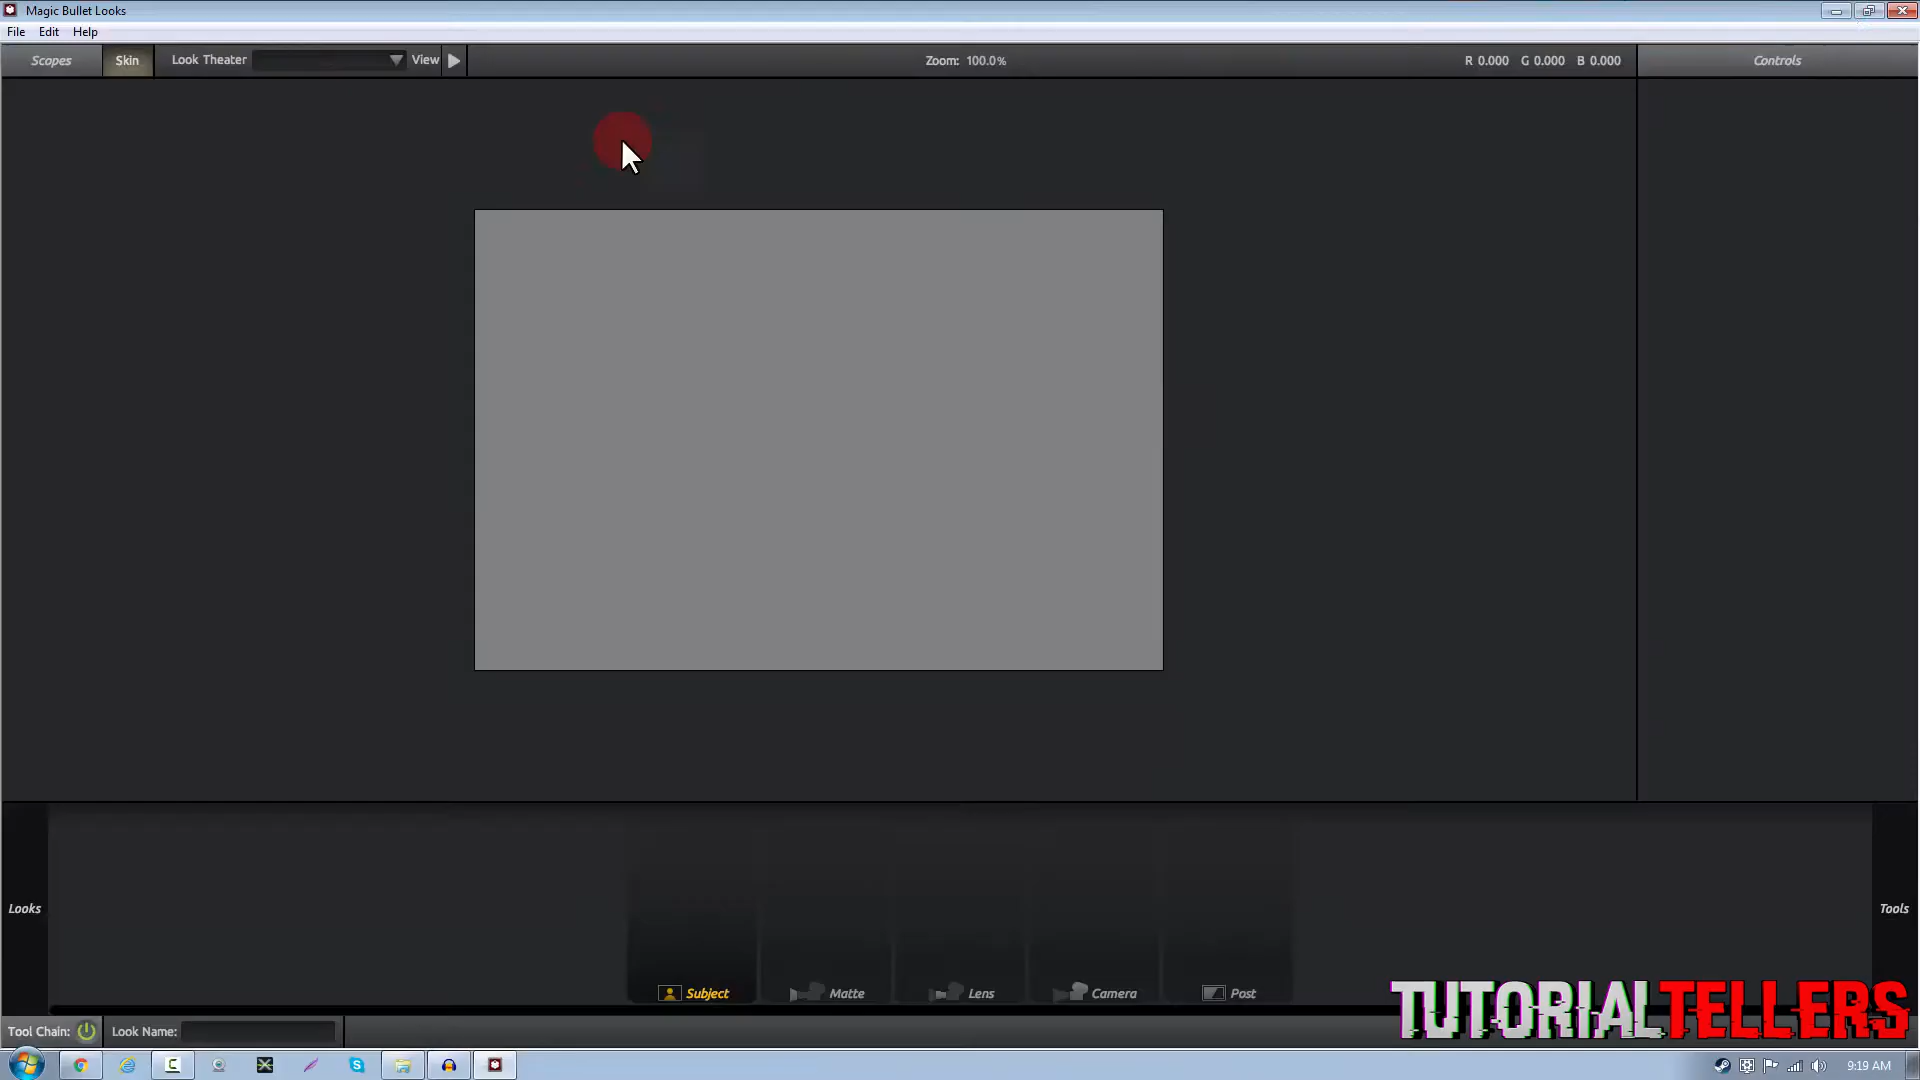 Magic Bullet Looks
File Edit Help
Scopes Skin Look Theater View Zoom: 100.0% R 0.000 G 0.000 B 0.000 Controls
Looks Tools
Subject Matte Lens Camera Post
TUTORIALTELLERS
Tool Chain: Look Name:
9:19 AM